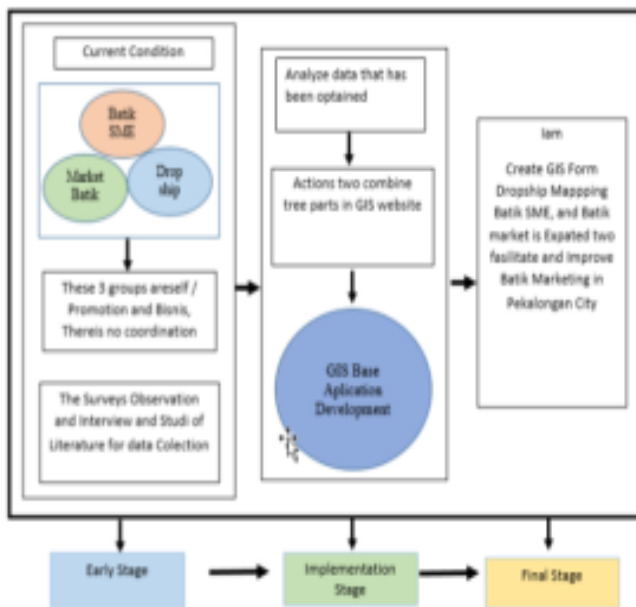 Current Condition
Batik
SME
Market
Batik
Drop
ship
These 3 groups areself /
Promotion and Bisnis,
Thereis no coordination
The Surveys Observation
and Interview and Studi of
Literature for data Colection
Analyze data that has
been optained
Actions two combine
tree parts in GIS website
GIS Base
Aplication
Development
Iam
Create GIS Form
Dropship Mappping
Batik SME, and Batik
market is Expated two
facilitate and Improve
Batik Marketing in
Pekalongan City
Early Stage
Implementation
Stage
Final Stage